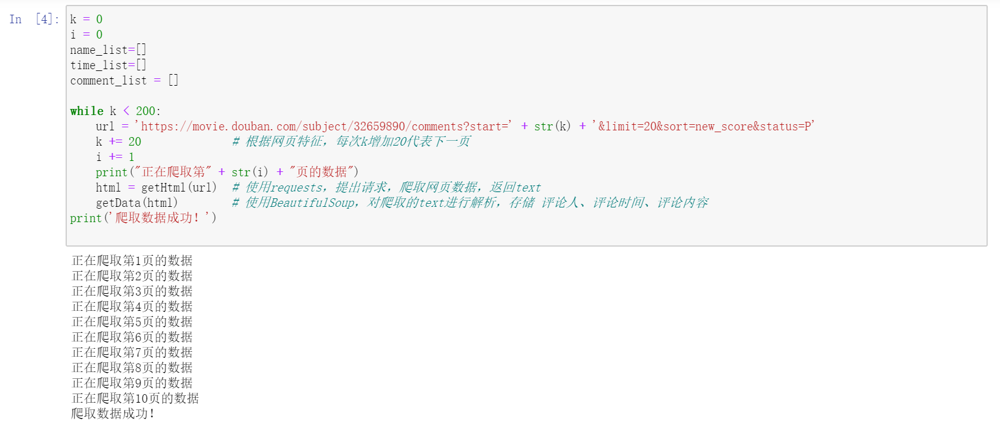 In [4]:
k = 0
i = 0
name_list=[]
time_list=[]
comment_list = []
while k < 200:
    url = 'https://movie.douban.com/subject/32659890/comments?start=' + str(k) + '&limit=20&sort=new_score&status=P'
    k += 20              # 根据网页特征，每次k增加20代表下一页
    i += 1
    print("正在爬取第" + str(i) + "页的数据")
    html = getHtml(url)  # 使用requests，提出请求，爬取网页数据，返回text
    getData(html)        # 使用BeautifulSoup，对爬取的text进行解析，存储 评论人、评论时间、评论内容
print('爬取数据成功！')
正在爬取第1页的数据
正在爬取第2页的数据
正在爬取第3页的数据
正在爬取第4页的数据
正在爬取第5页的数据
正在爬取第6页的数据
正在爬取第7页的数据
正在爬取第8页的数据
正在爬取第9页的数据
正在爬取第10页的数据
爬取数据成功！